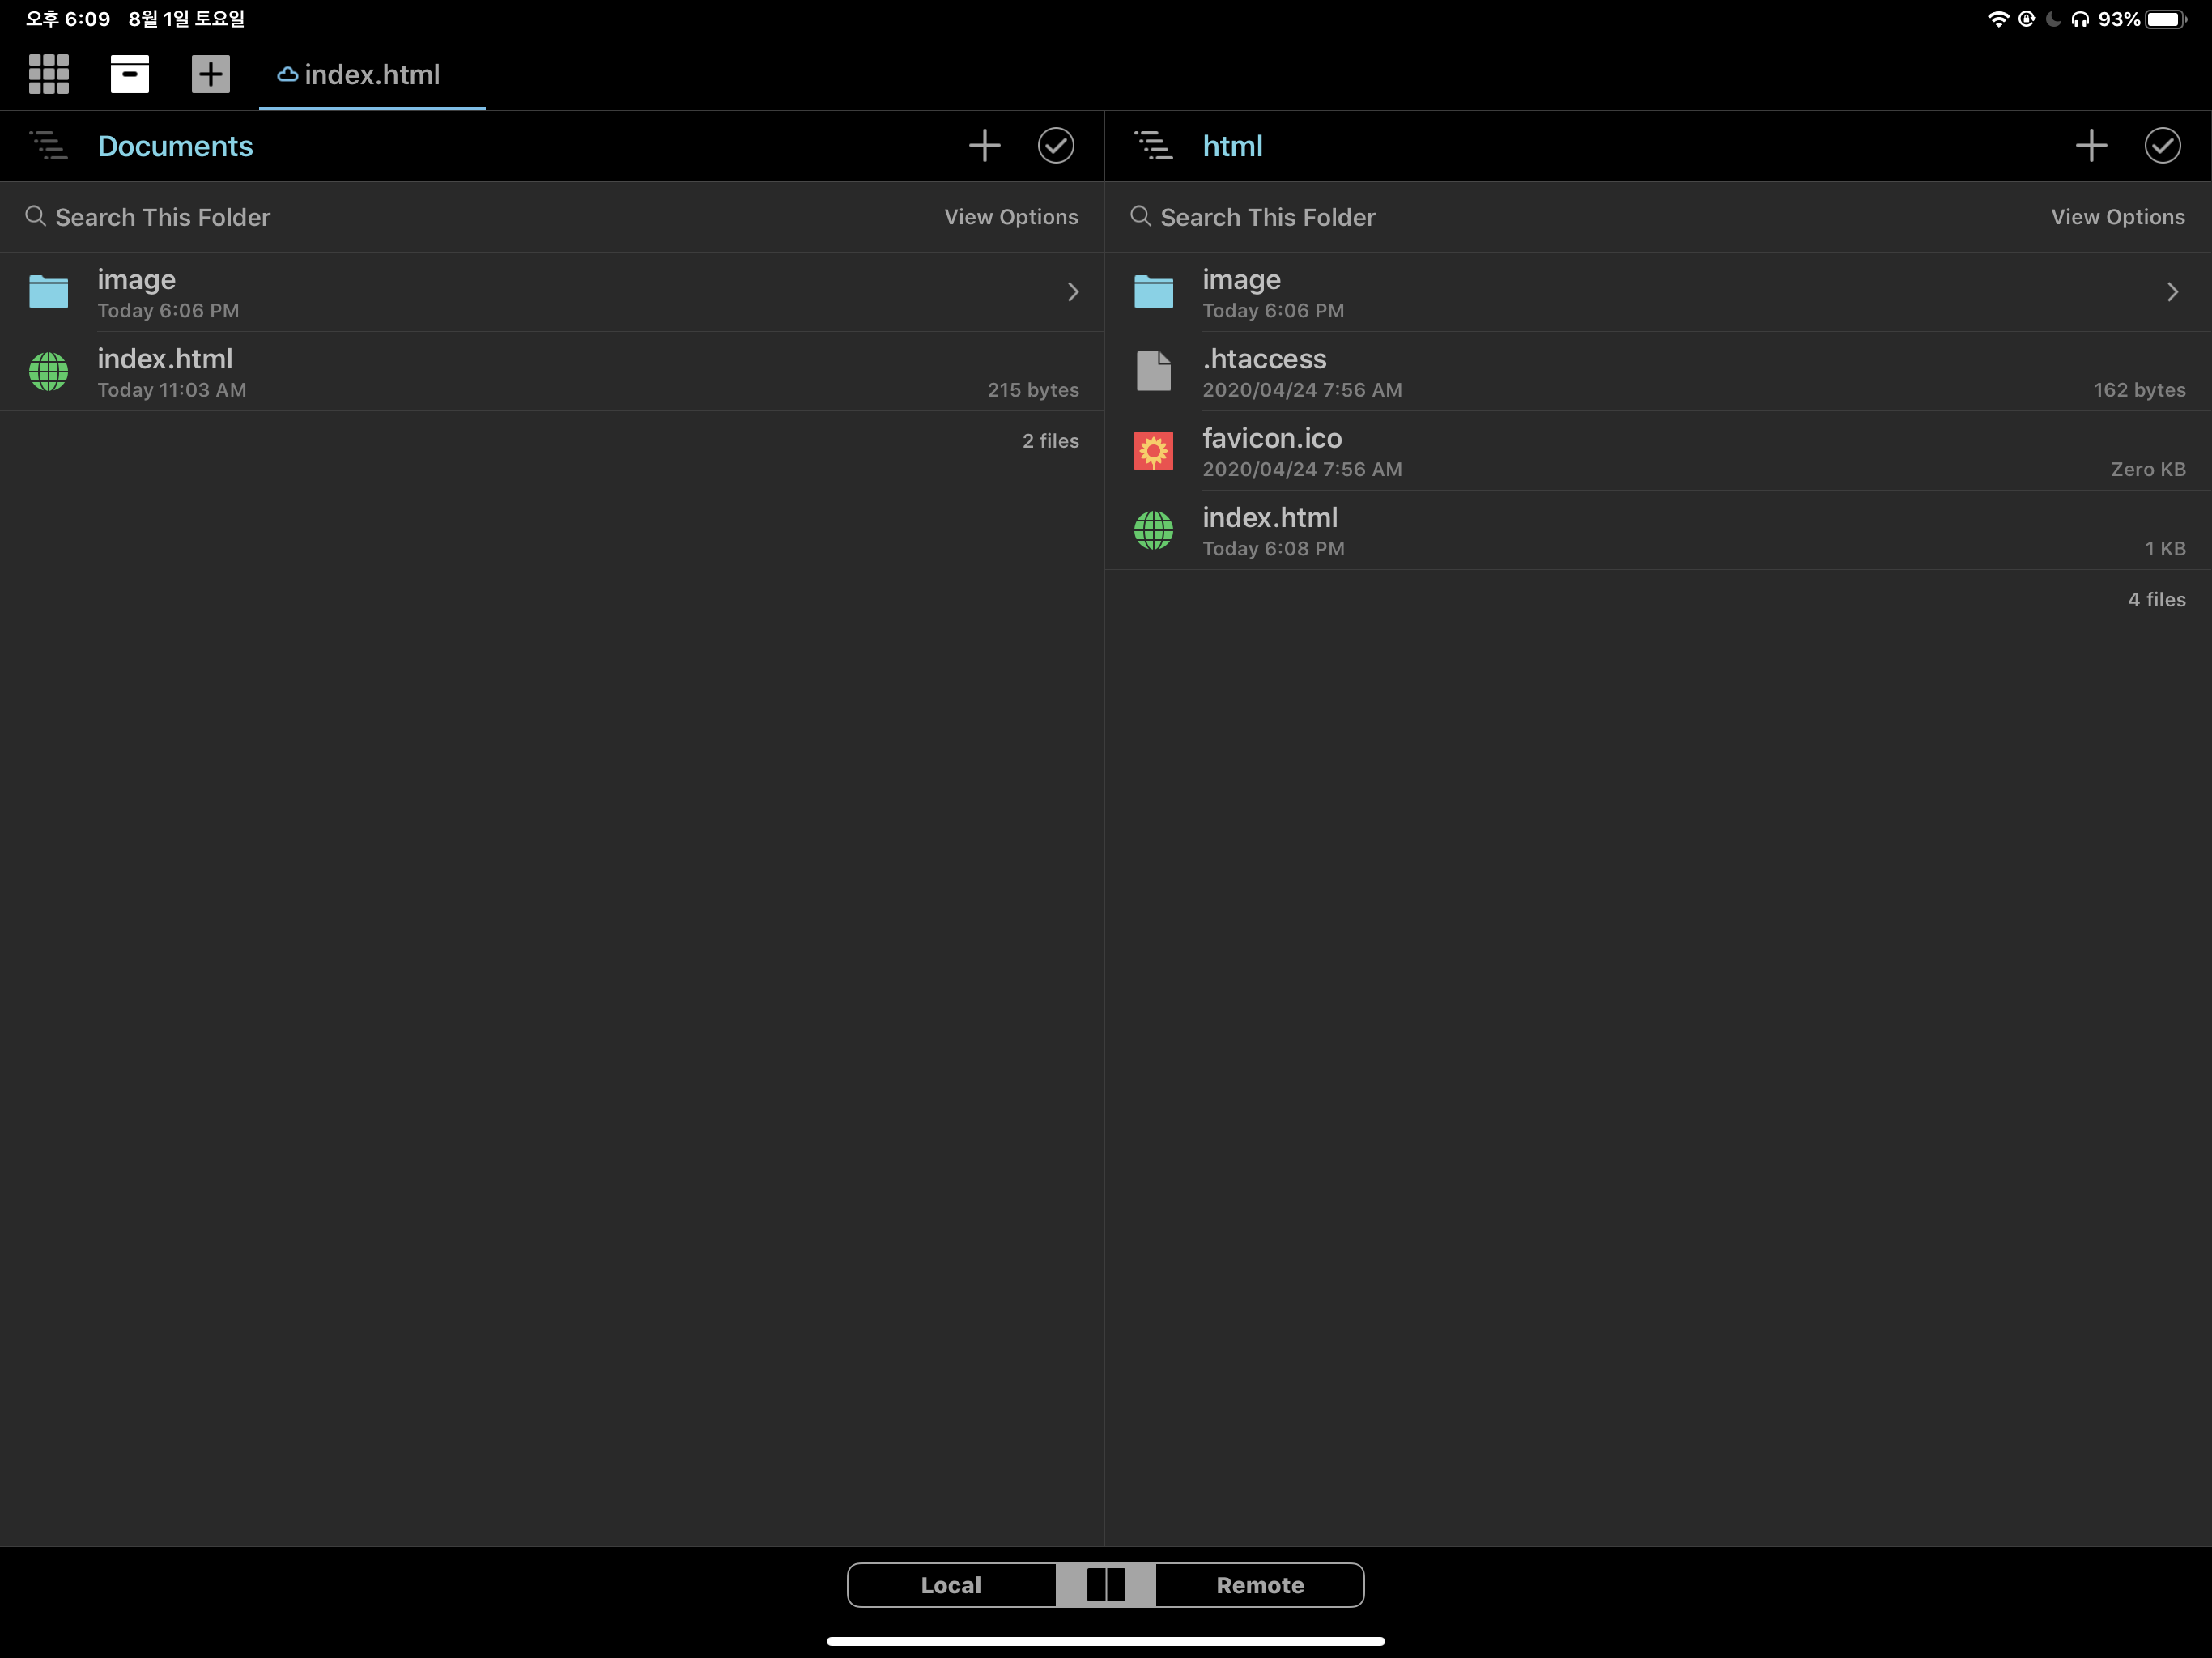 오후 6:09 8월 1일 토요일
93%
index.html
Documents
Search This Folder
View Options
image
Today 6:06 PM
index.html
Today 11:03 AM
215 bytes
2 files
html
Search This Folder
View Options
image
Today 6:06 PM
.htaccess
2020/04/24 7:56 AM
162 bytes
favicon.ico
2020/04/24 7:56 AM
Zero KB
index.html
Today 6:08 PM
1 KB
4 files
Local
Remote